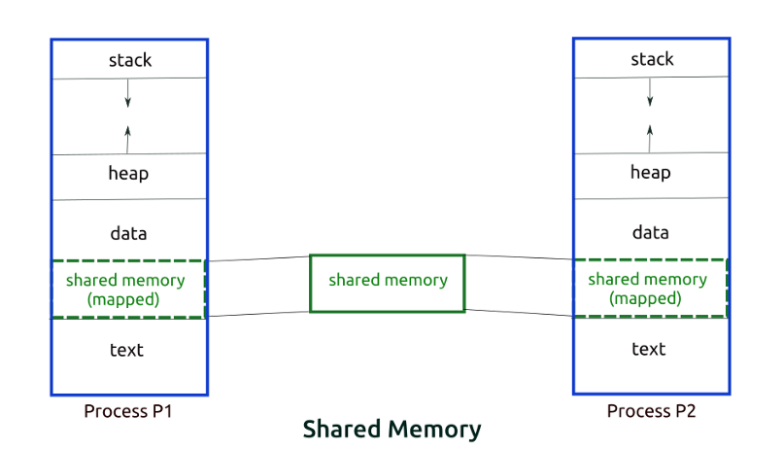 stack
heap
data
shared memory
(mapped)
text
Process P1
shared memory
stack
heap
data
shared memory
(mapped)
text
Process P2
Shared Memory